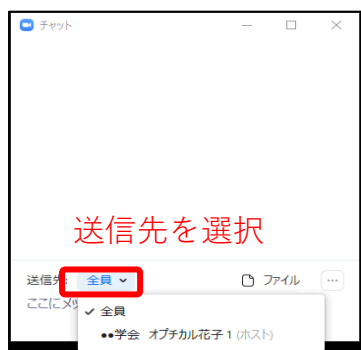 チャット
送信先を選択
送信先: 全員
ファイル
ここにメッ
全員
●●学会 オプチカル花子1 (ホスト)